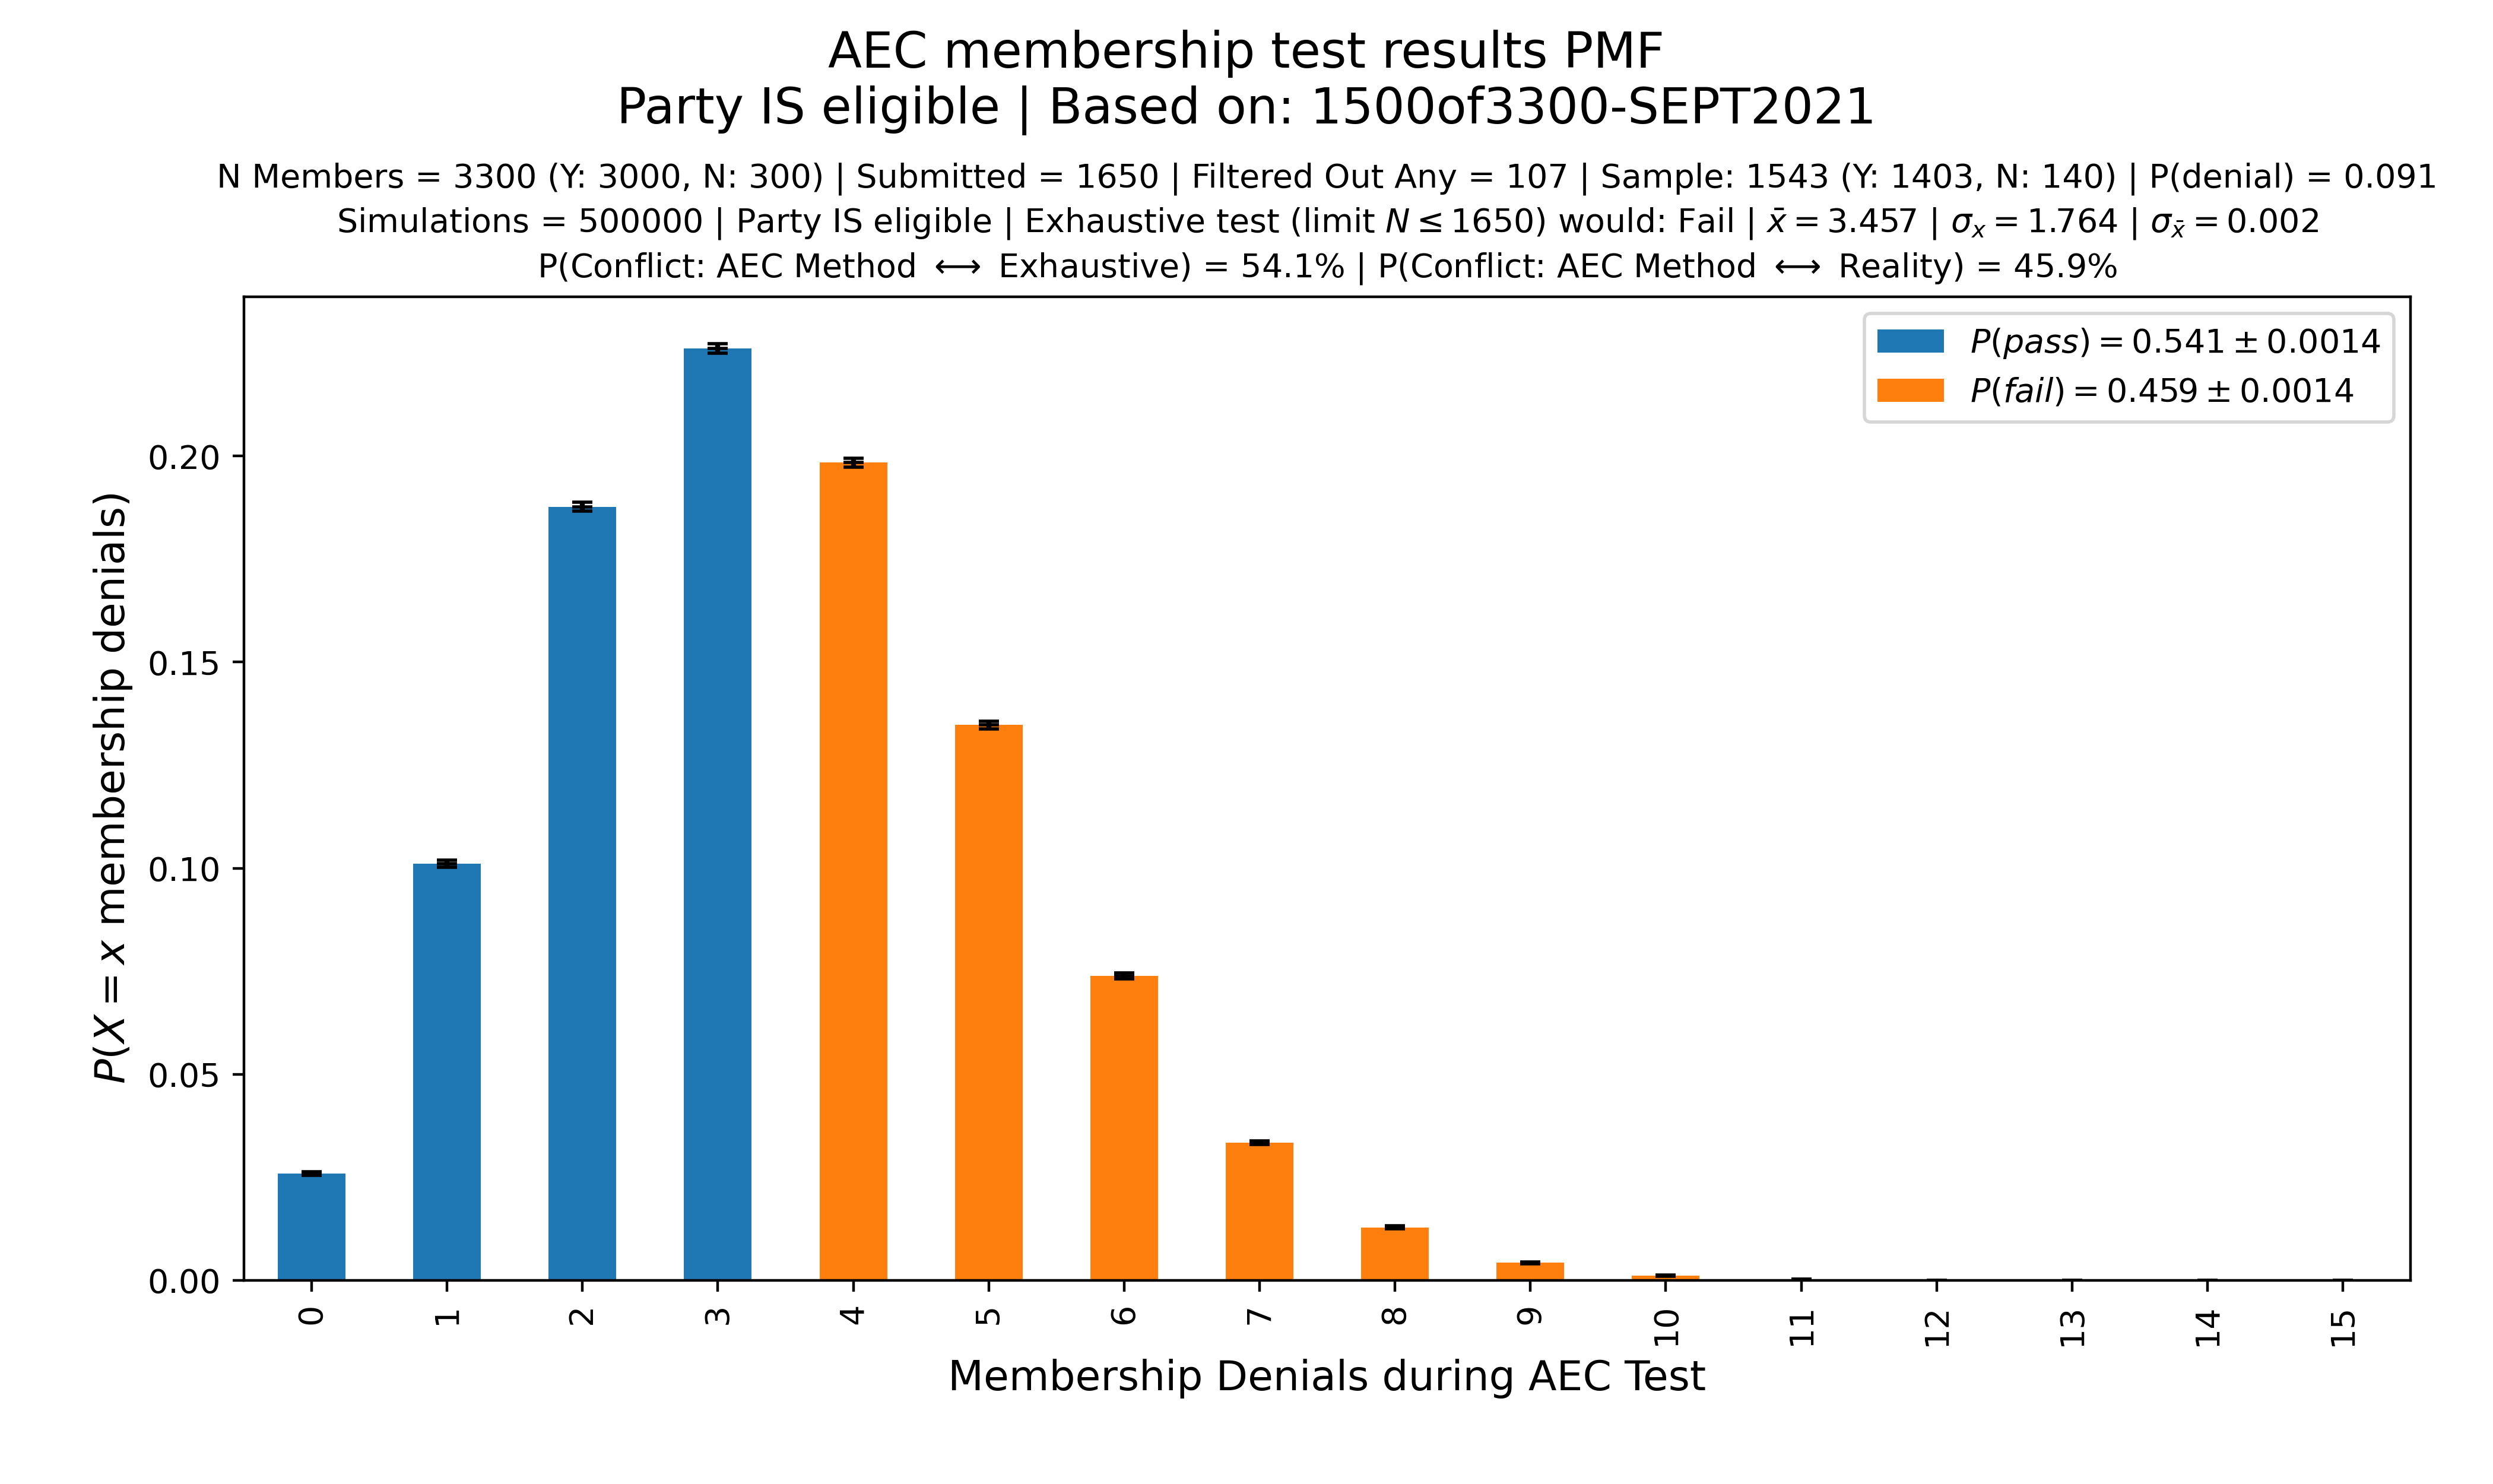 AEC membership test results PMF
Party IS eligible | Based on: 1500of3300-SEPT2021
N Members = 3300 (Y: 3000, N: 300) | Submitted = 1650 | Filtered Out Any = 107 | Sample: 1543 (Y: 1403, N: 140) | P(denial) = 0.091
Simulations = 500000 | Party IS eligible | Exhaustive test (limit N ≤ 1650) would: Fail | x̄ = 3.457 | σₓ = 1.764 | σ_x̄ = 0.002
P(Conflict: AEC Method ⟷ Exhaustive) = 54.1% | P(Conflict: AEC Method ⟷ Reality) = 45.9%
P(pass) = 0.541 ± 0.0014
P(fail) = 0.459 ± 0.0014
P(X = x membership denials)
0.20
0.15
0.10
0.05
0.00
0 1 2 3 4 5 6 7 8 9 10 11 12 13 14 15
Membership Denials during AEC Test